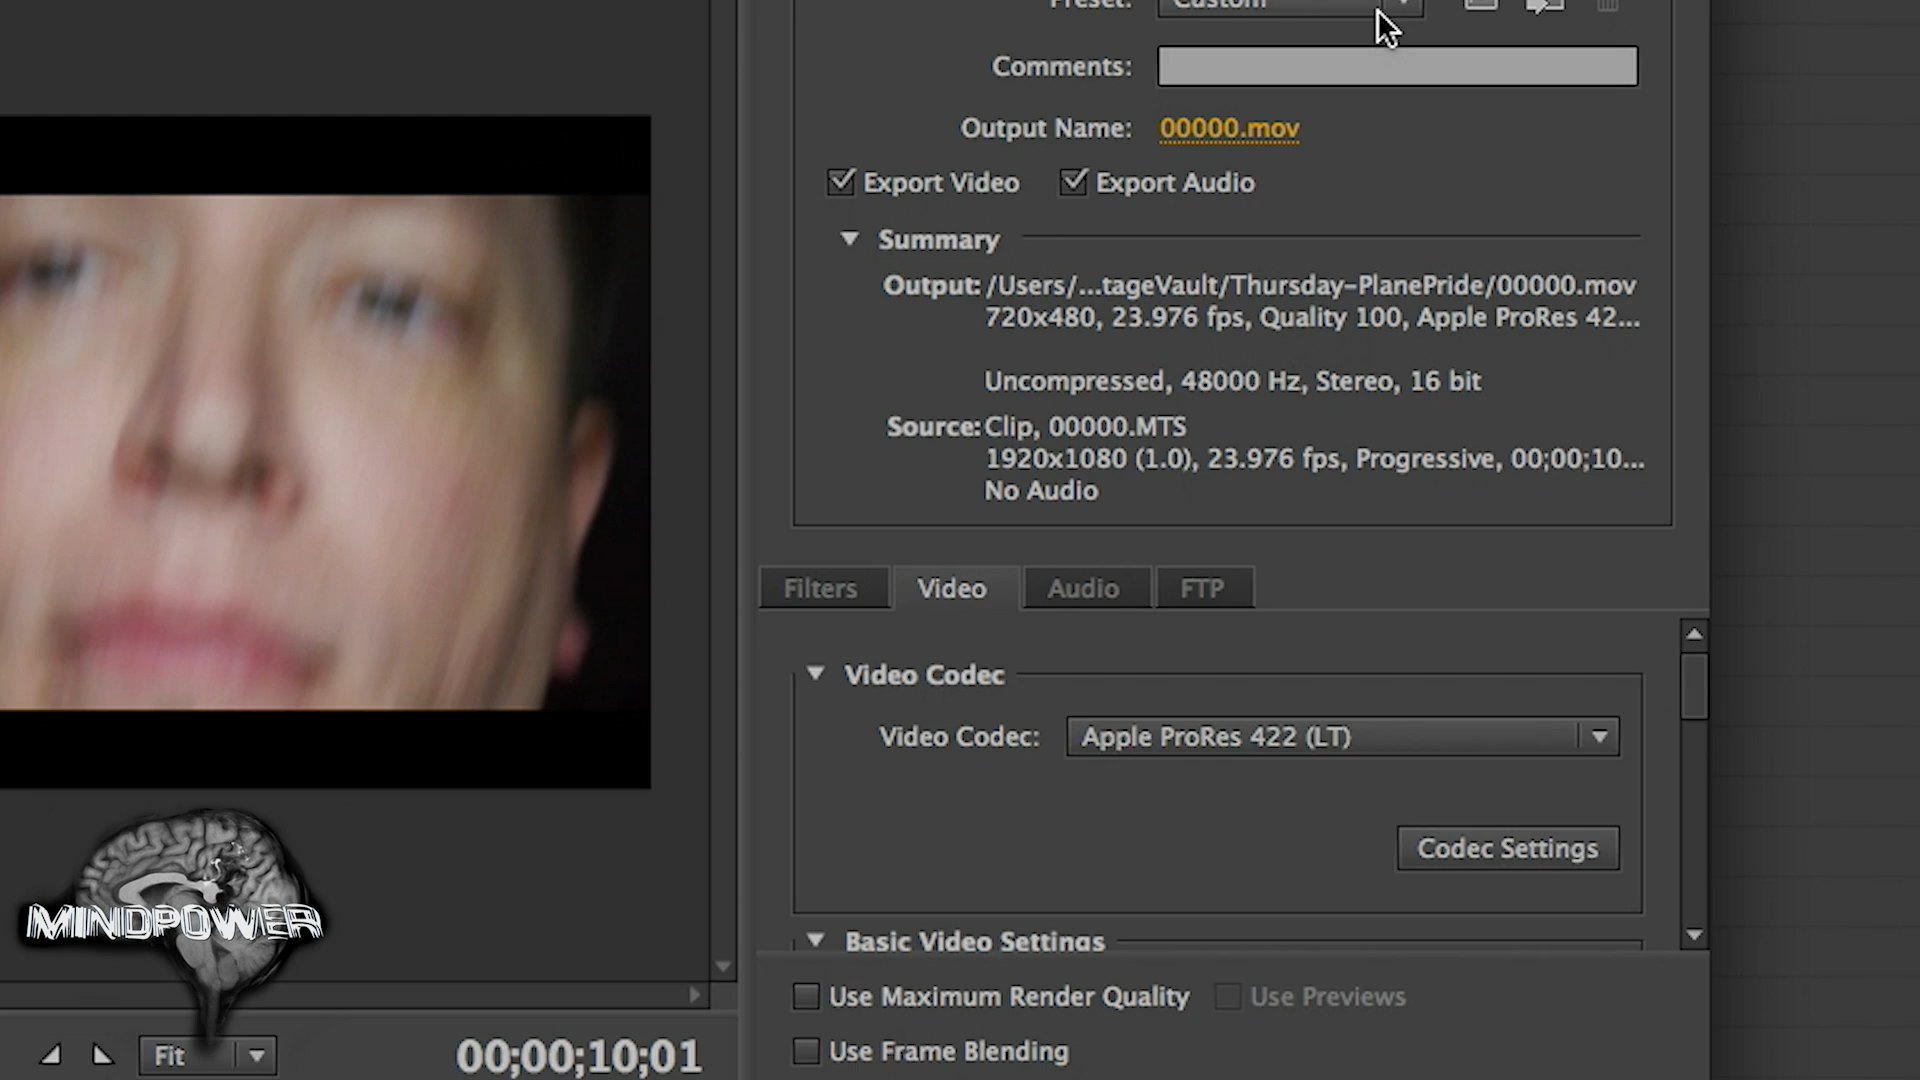 Preset: Custom
Comments:
Output Name: 00000.mov
Export Video Export Audio
Summary
Output: /Users/...tageVault/Thursday-PlanePride/00000.mov
720x480, 23.976 fps, Quality 100, Apple ProRes 42...
Uncompressed, 48000 Hz, Stereo, 16 bit
Source: Clip, 00000.MTS
1920x1080 (1.0), 23.976 fps, Progressive, 00;00;10...
No Audio
Filters Video Audio FTP
Video Codec
Video Codec: Apple ProRes 422 (LT)
Codec Settings
MINDPOWER
Basic Video Settings
Use Maximum Render Quality Use Previews
Fit 00;00;10;01
Use Frame Blending